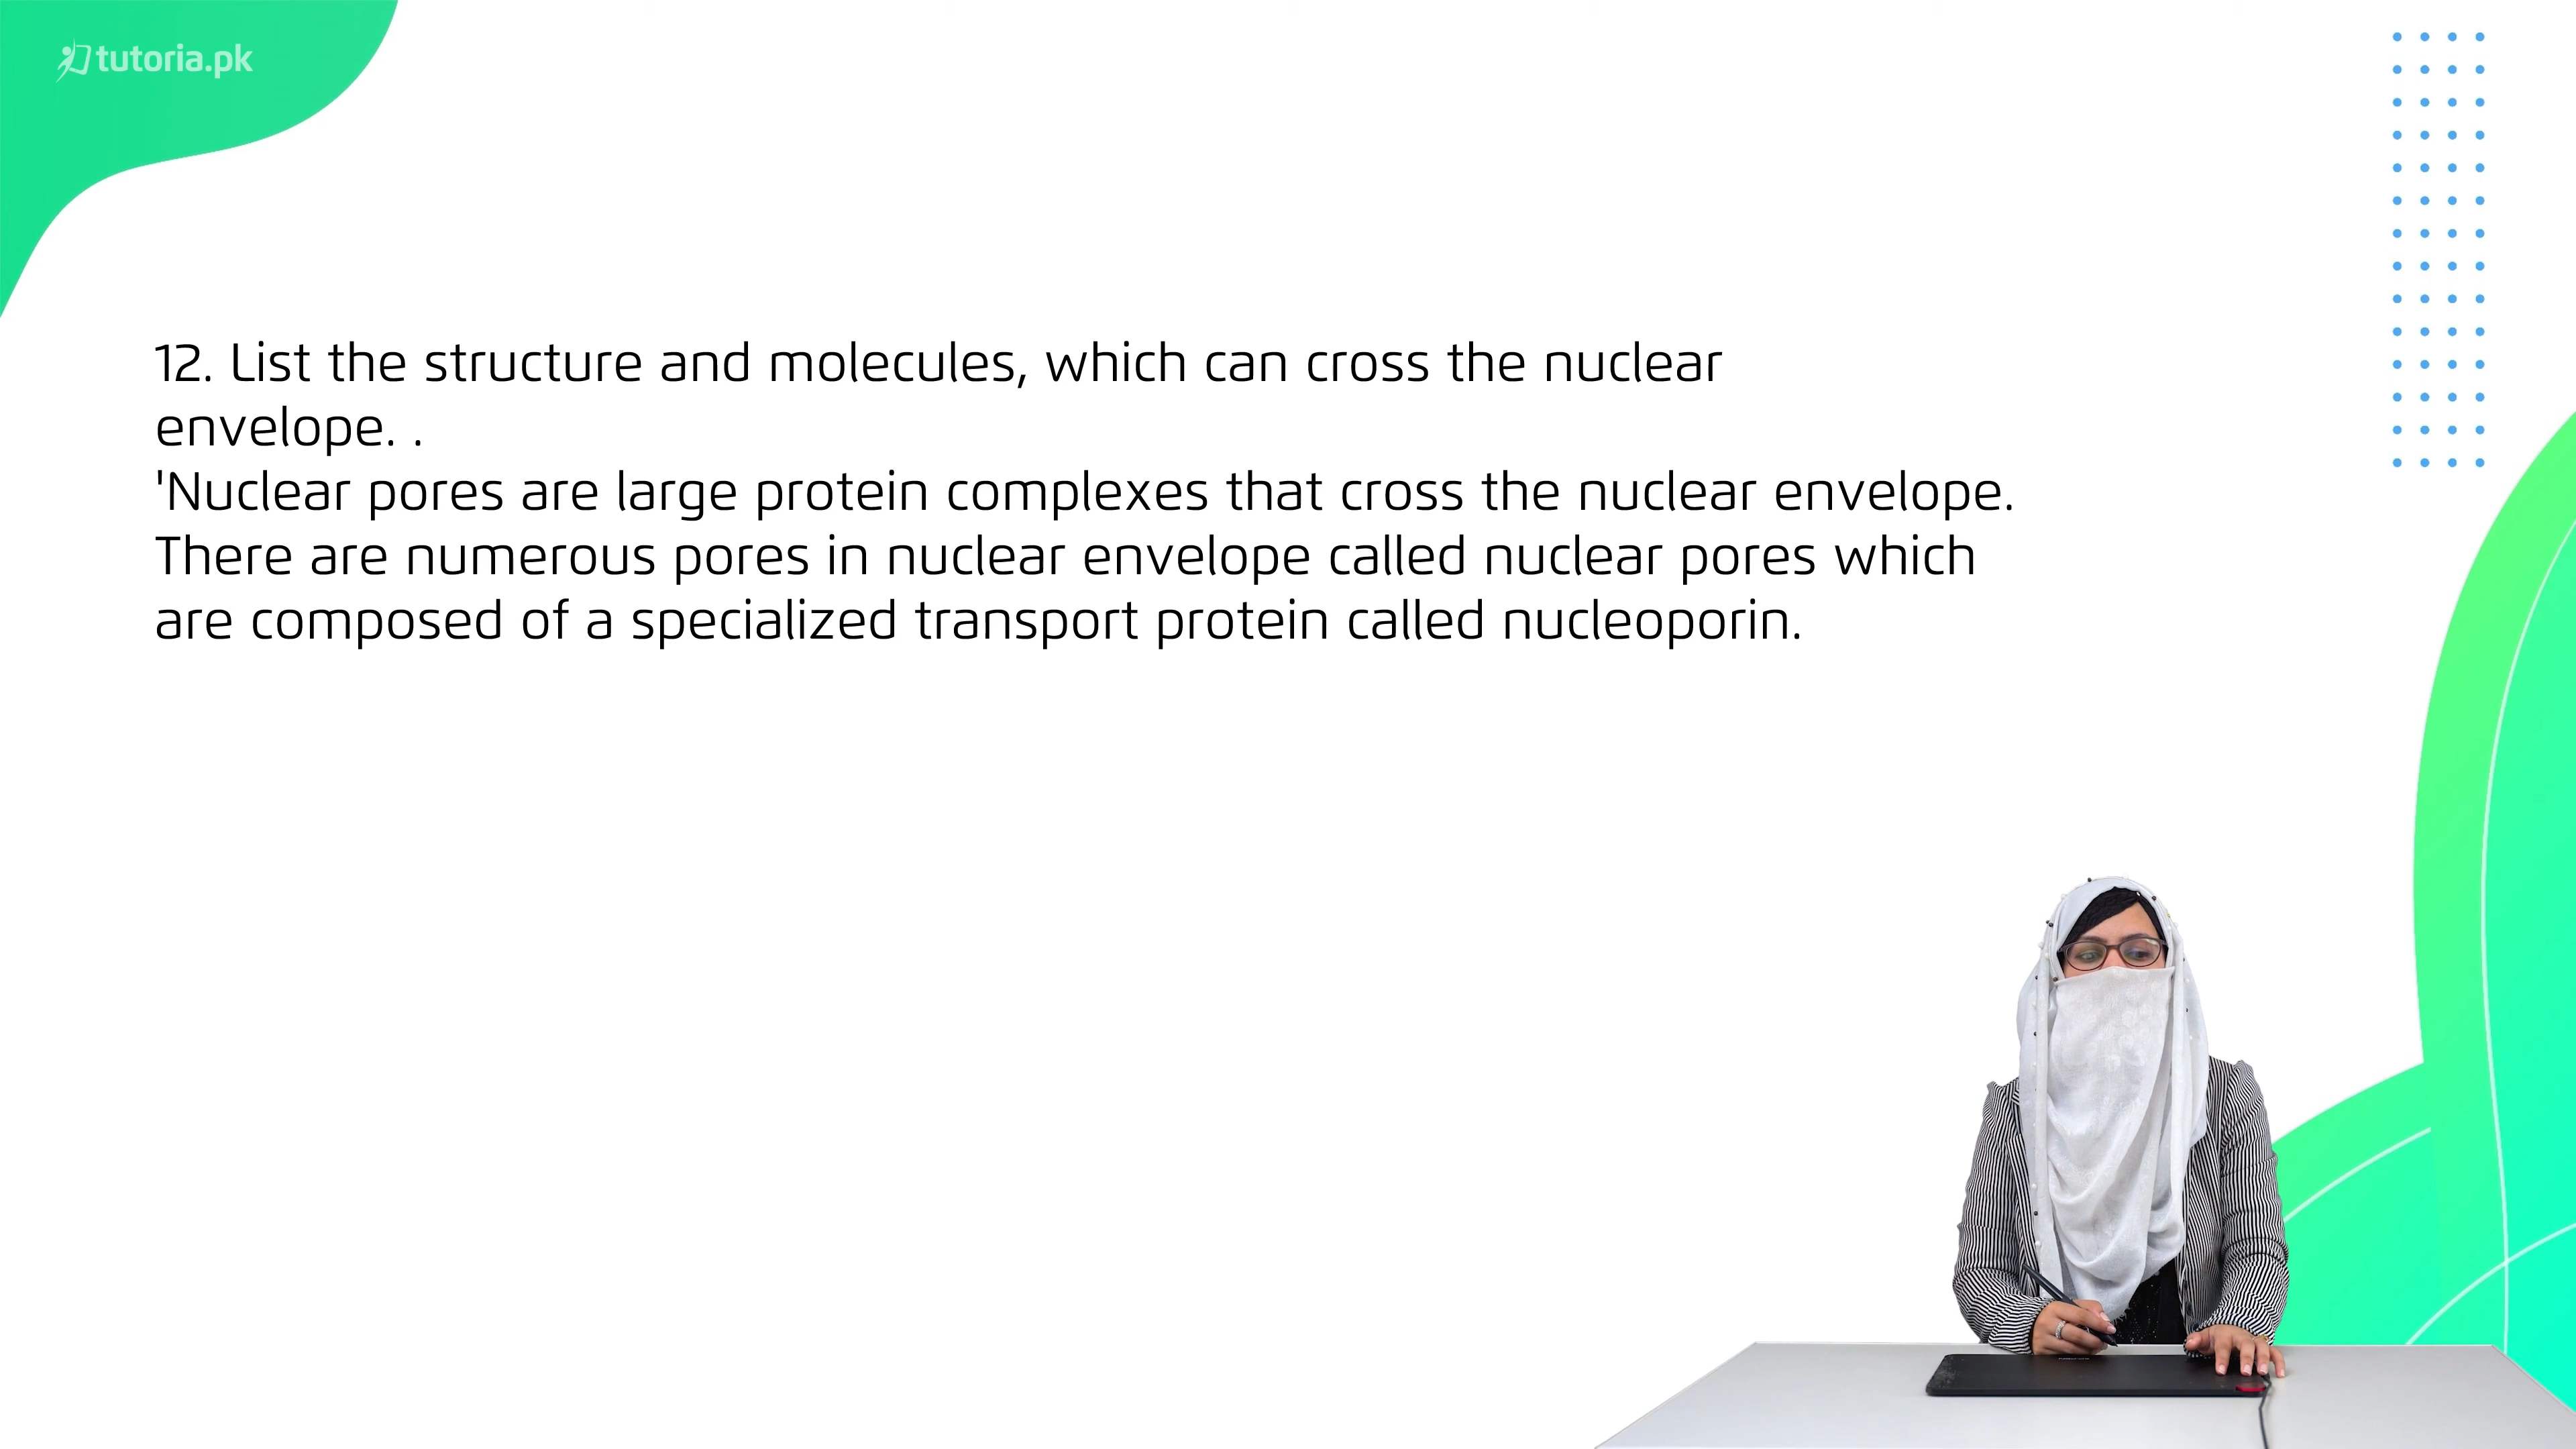 tutoria.pk
12. List the structure and molecules, which can cross the nuclear
envelope. .
'Nuclear pores are large protein complexes that cross the nuclear envelope.
There are numerous pores in nuclear envelope called nuclear pores which
are composed of a specialized transport protein called nucleoporin.